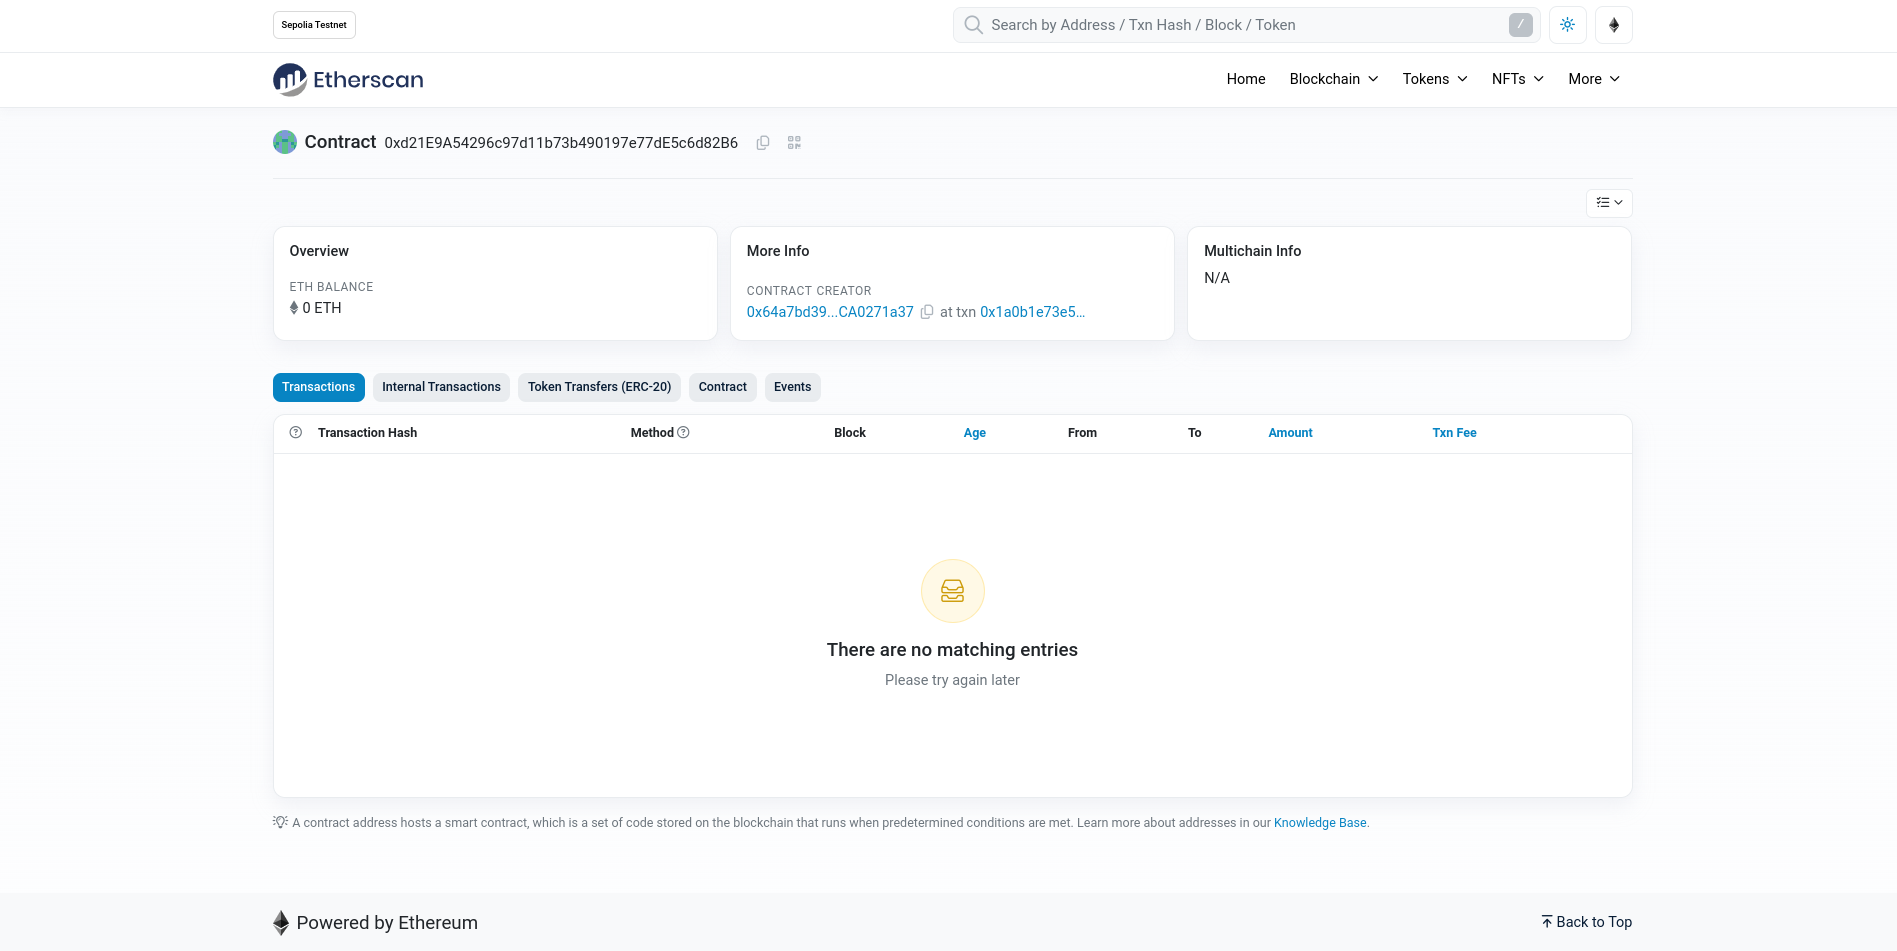 Sepolia Testnet
Search by Address / Txn Hash / Block / Token
/
Etherscan
Home
Blockchain
Tokens
NFTs
More
Contract 0xd21E9A54296c97d11b73b490197e77dE5c6d82B6
Overview
ETH BALANCE
0 ETH
More Info
CONTRACT CREATOR
0x64a7bd39...CA0271a37 at txn 0x1a0b1e73e5...
Multichain Info
N/A
Transactions
Internal Transactions
Token Transfers (ERC-20)
Contract
Events
? Transaction Hash Method ? Block Age From To Amount Txn Fee
There are no matching entries
Please try again later
A contract address hosts a smart contract, which is a set of code stored on the blockchain that runs when predetermined conditions are met. Learn more about addresses in our Knowledge Base.
Powered by Ethereum
Back to Top